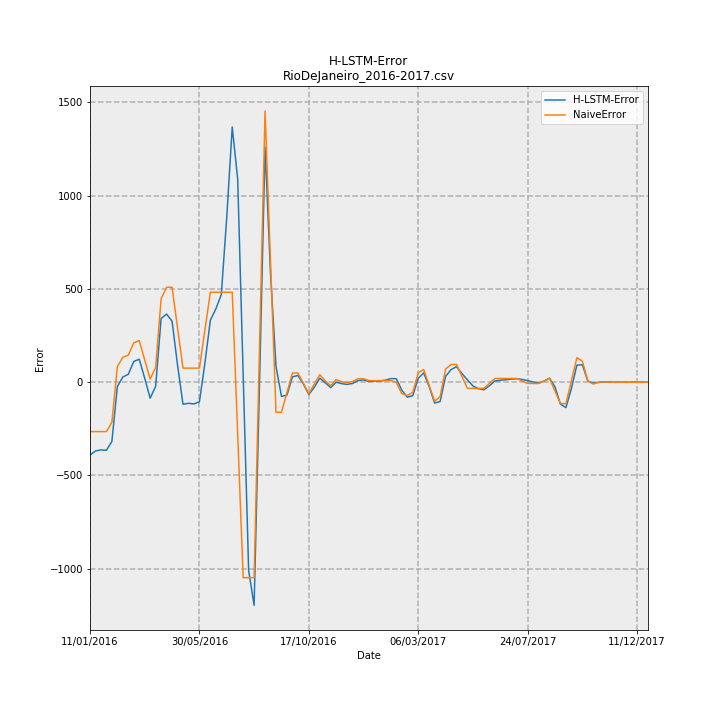 H-LSTM-Error
RioDeJaneiro_2016-2017.csv
H-LSTM-Error
NaiveError
1500
1000
500
0
−500
−1000
Error
11/01/2016 30/05/2016 17/10/2016 06/03/2017 24/07/2017 11/12/2017
Date